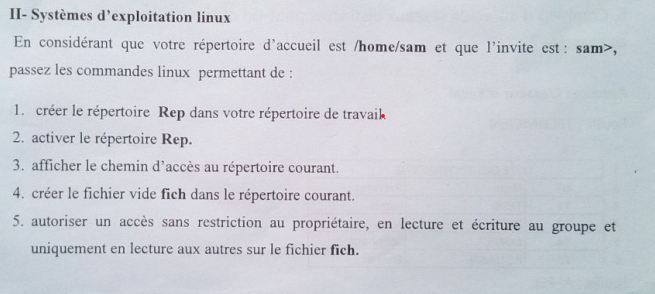 II- Systèmes d'exploitation linux
En considérant que votre répertoire d'accueil est /home/sam et que l'invite est : sam>,
passez les commandes linux permettant de :
1. créer le répertoire Rep dans votre répertoire de travail
2. activer le répertoire Rep.
3. afficher le chemin d'accès au répertoire courant.
4. créer le fichier vide fich dans le répertoire courant.
5. autoriser un accès sans restriction au propriétaire, en lecture et écriture au groupe et
uniquement en lecture aux autres sur le fichier fich.